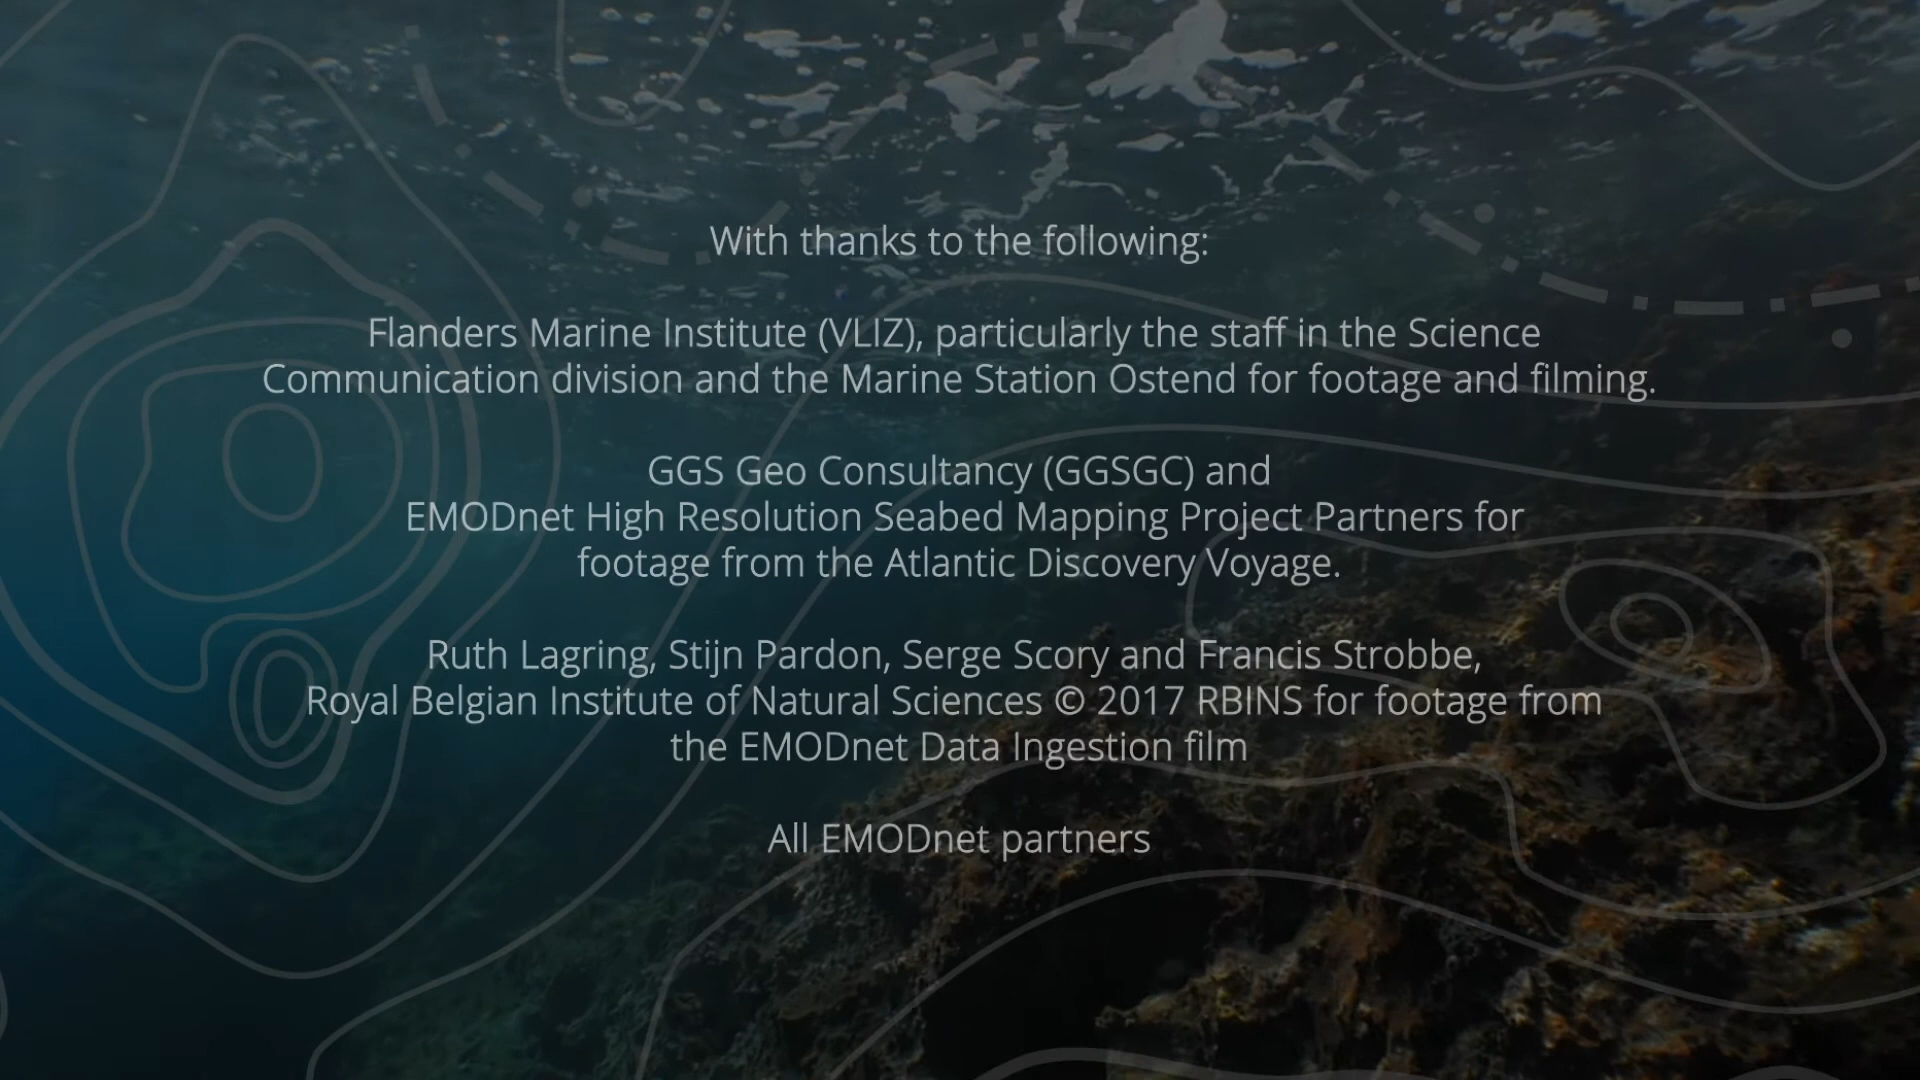 With thanks to the following:
Flanders Marine Institute (VLIZ), particularly the staff in the Science
Communication division and the Marine Station Ostend for footage and filming.
GGS Geo Consultancy (GGSGC) and
EMODnet High Resolution Seabed Mapping Project Partners for
footage from the Atlantic Discovery Voyage.
Ruth Lagring, Stijn Pardon, Serge Scory and Francis Strobbe,
Royal Belgian Institute of Natural Sciences © 2017 RBINS for footage from
the EMODnet Data Ingestion film
All EMODnet partners